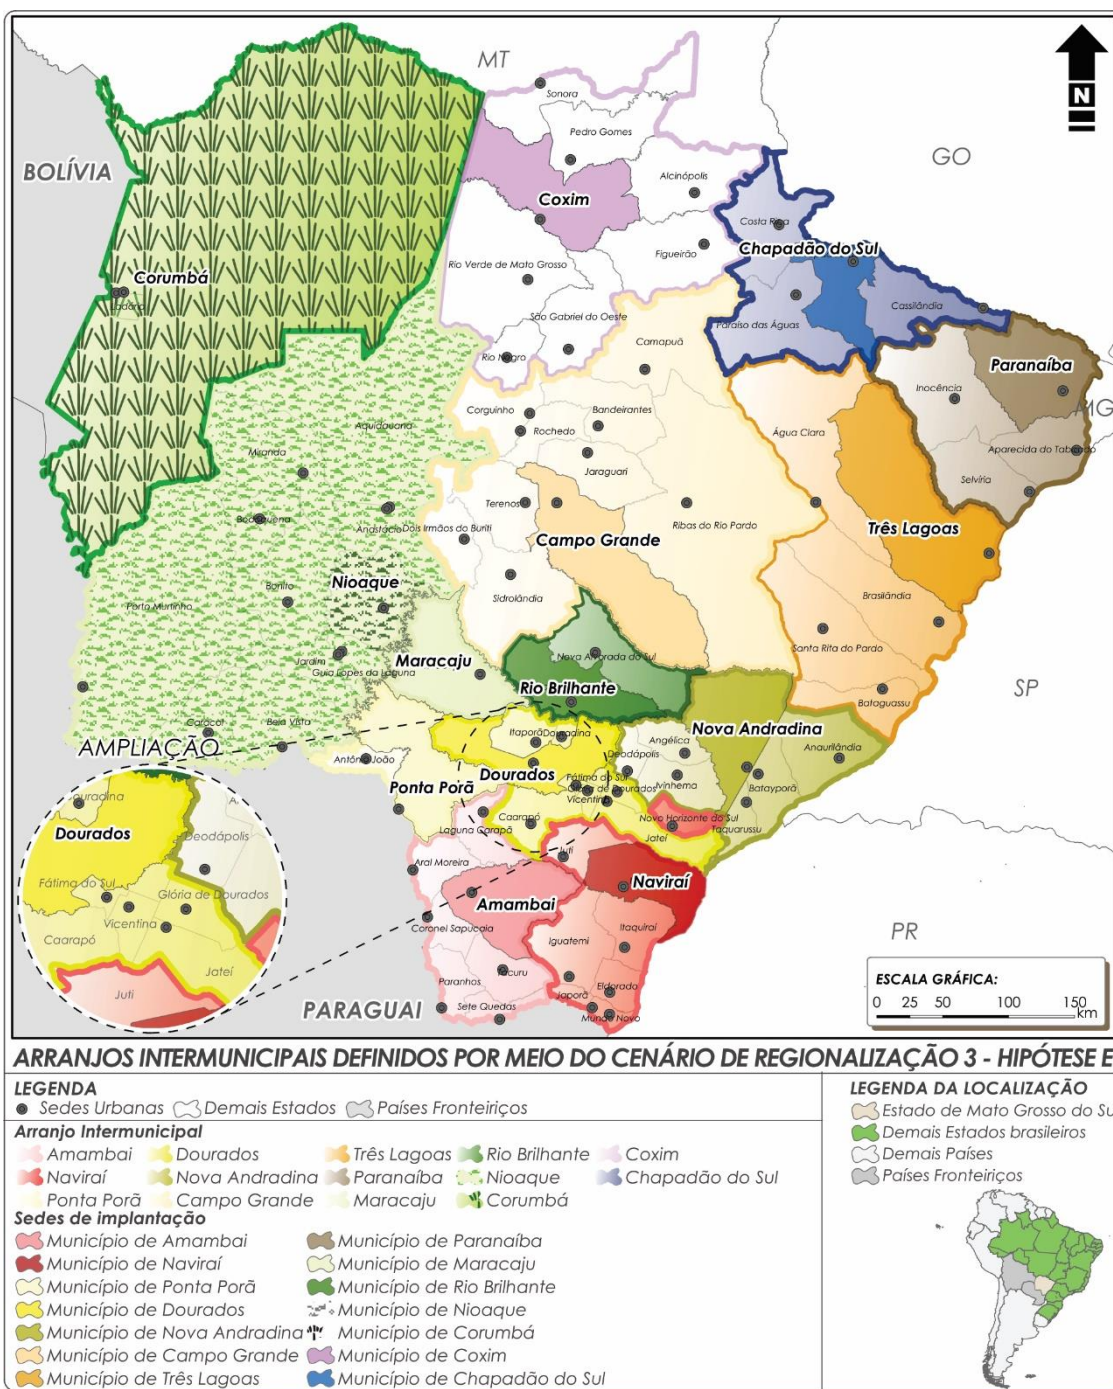 MT
N
GO
BOLÍVIA
Sonora
Pedro Gomes
Alcinópolis
Coxim
Figueirão
Costa Rica
Chapadão do Sul
Corumbá
Ladário
Rio Verde de Mato Grosso
São Gabriel do Oeste
Paraíso das Águas
Cassilândia
Rio Negro
Camapuã
Paranaíba
Inocência
MG
Corguinho
Bandeirantes
Rochedo
Aquidauana
Água Clara
Aparecida do Taboado
Miranda
Jaraguari
Selvíria
Terenos
Bodoquena
Anastácio
Dois Irmãos do Buriti
Ribas do Rio Pardo
Três Lagoas
Campo Grande
Nioaque
Bonito
Sidrolândia
Brasilândia
Porto Murtinho
Jardim
Guia Lopes da Laguna
Maracaju
Nova Alvorada do Sul
Santa Rita do Pardo
Rio Brilhante
SP
Bataguassu
Caracol
Bela Vista
Nova Andradina
AMPLIAÇÃO
Itaporã
Douradina
Angélica
Anaurilândia
Antônio João
Deodápolis
Dourados
Ponta Porã
Fátima do Sul
Glória de Dourados
Ivinhema
Batayporã
Vicentina
Caarapó
Novo Horizonte do Sul
Taquarussu
Laguna Carapã
Jateí
Juti
Aral Moreira
Naviraí
Amambai
Coronel Sapucaia
Itaquiraí
Iguatemi
PR
Tacuru
Paranhos
Eldorado
Japorã
Sete Quedas
Mundo Novo
PARAGUAI
ouradina
Dourados
Deodápolis
Fátima do Sul
Glória de Dourados
Vicentina
Caarapó
Jateí
Juti
ESCALA GRÁFICA:
0 25 50 100 150
km
ARRANJOS INTERMUNICIPAIS DEFINIDOS POR MEIO DO CENÁRIO DE REGIONALIZAÇÃO 3 - HIPÓTESE E
LEGENDA
Sedes Urbanas Demais Estados Países Fronteiriços
Arranjo Intermunicipal
Amambai Dourados Três Lagoas Rio Brilhante Coxim
Naviraí Nova Andradina Paranaíba Nioaque Chapadão do Sul
Ponta Porã Campo Grande Maracaju Corumbá
Sedes de implantação
Município de Amambai Município de Paranaíba
Município de Naviraí Município de Maracaju
Município de Ponta Porã Município de Rio Brilhante
Município de Dourados Município de Nioaque
Município de Nova Andradina Município de Corumbá
Município de Campo Grande Município de Coxim
Município de Três Lagoas Município de Chapadão do Sul
LEGENDA DA LOCALIZAÇÃO
Estado de Mato Grosso do Su
Demais Estados brasileiros
Demais Países
Países Fronteiriços